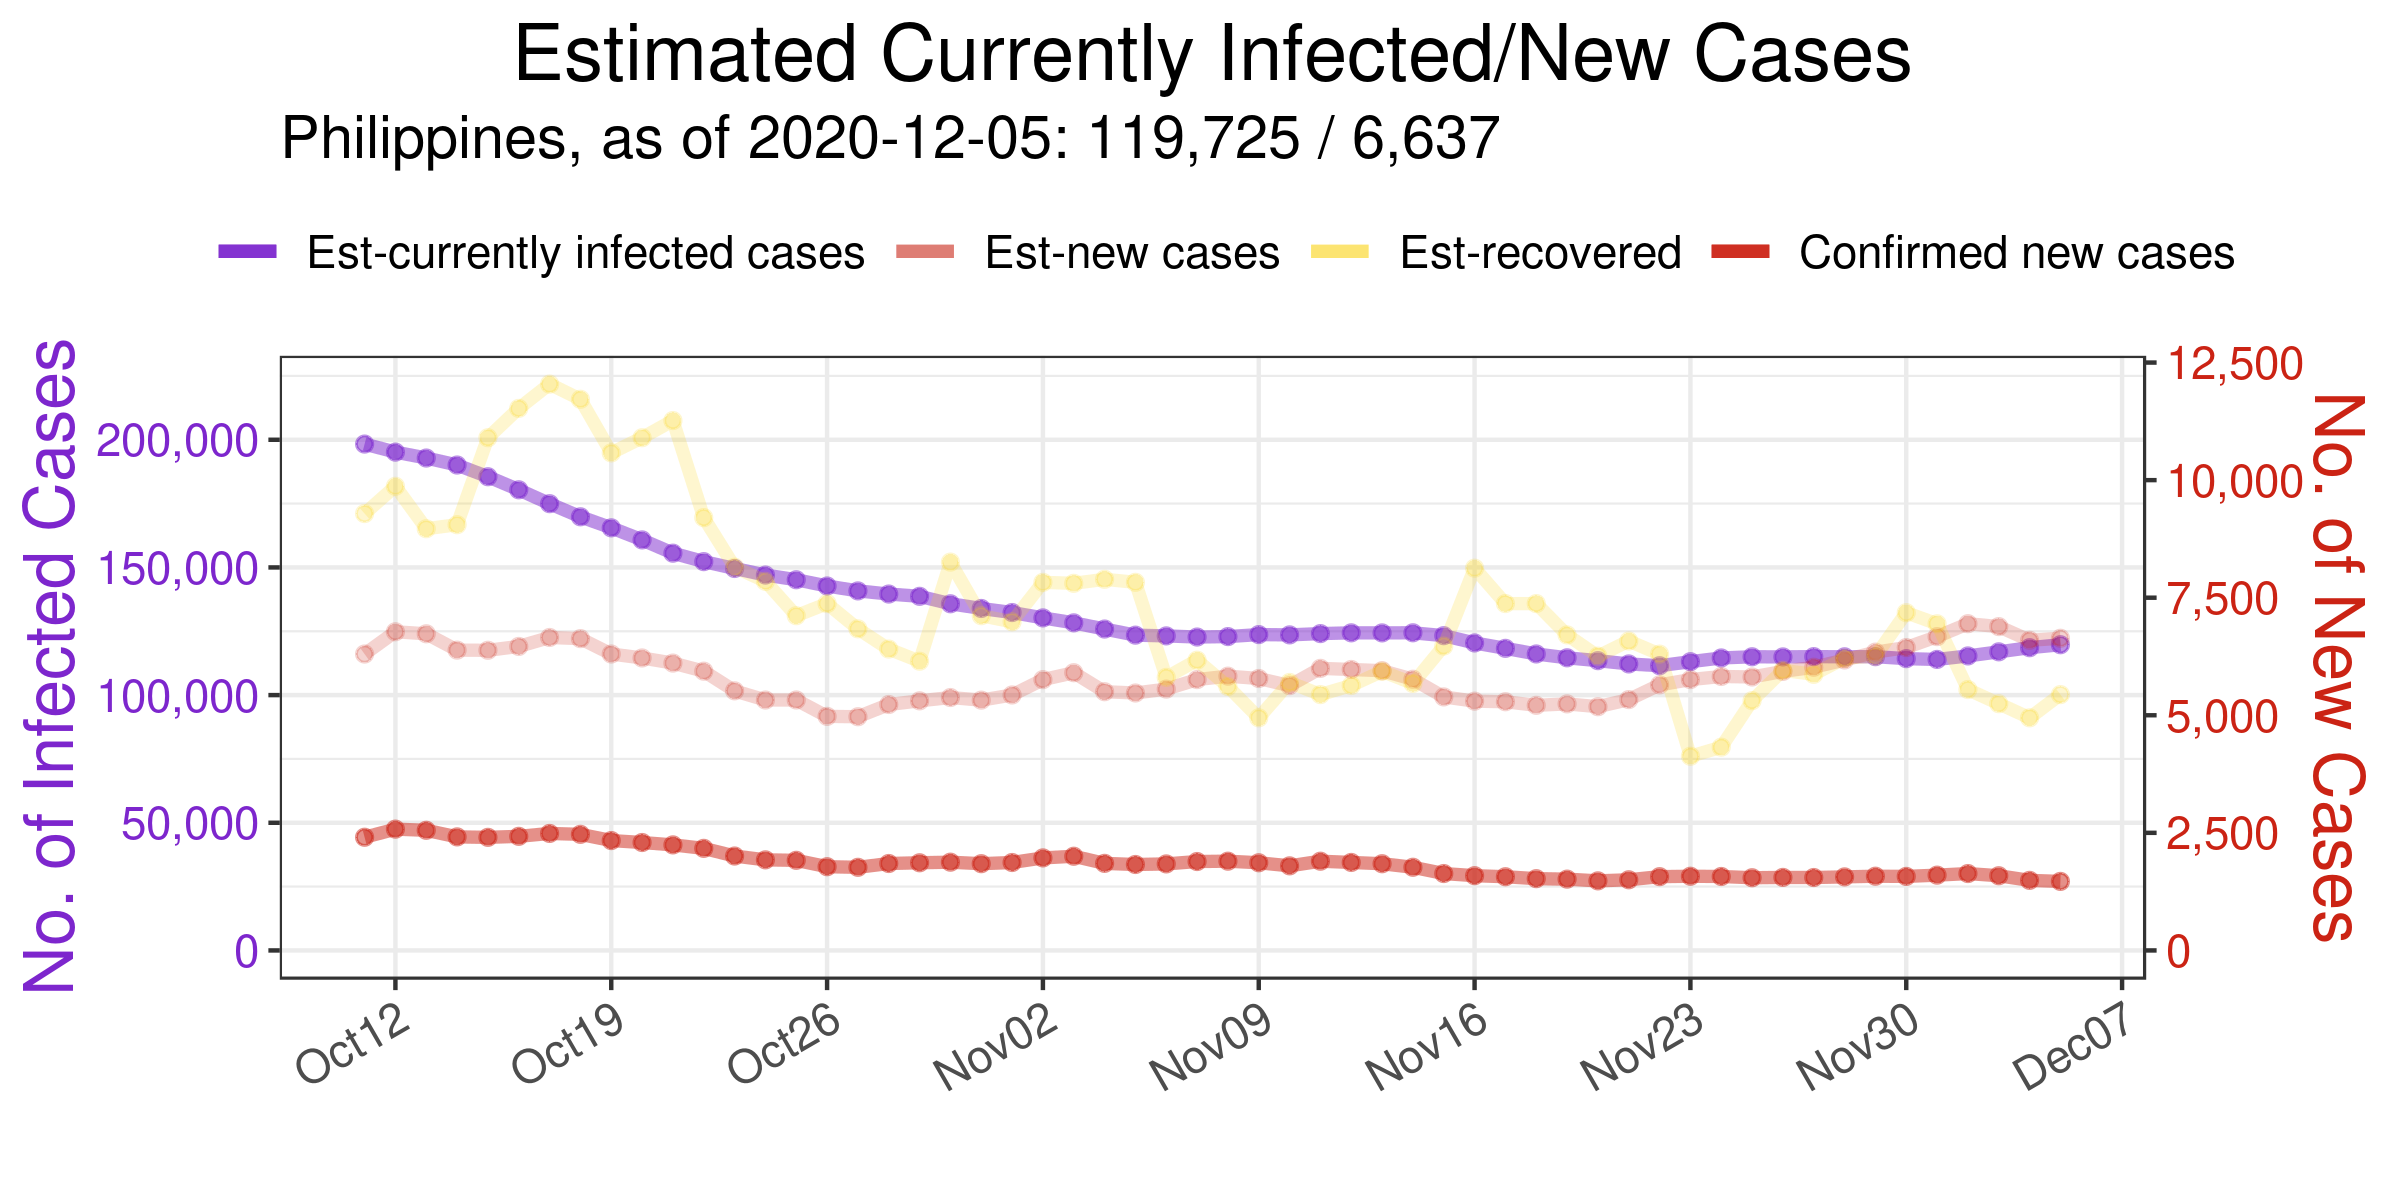 Estimated Currently Infected/New Cases
Philippines, as of 2020-12-05: 119,725 / 6,637
Est-currently infected cases Est-new cases Est-recovered Confirmed new cases
No. of Infected Cases
200,000
150,000
100,000
50,000
0
12,500
10,000
7,500
5,000
2,500
0
No. of New Cases
Oct12 Oct19 Oct26 Nov02 Nov09 Nov16 Nov23 Nov30 Dec07